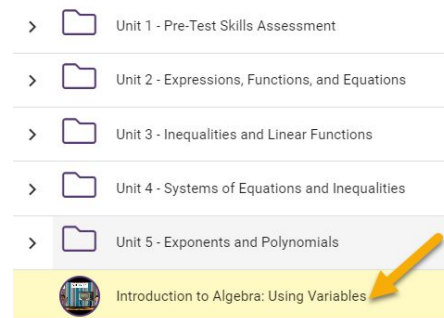 Unit 1 - Pre-Test Skills Assessment
Unit 2 - Expressions, Functions, and Equations
Unit 3 - Inequalities and Linear Functions
Unit 4 - Systems of Equations and Inequalities
Unit 5 - Exponents and Polynomials
Introduction to Algebra: Using Variables